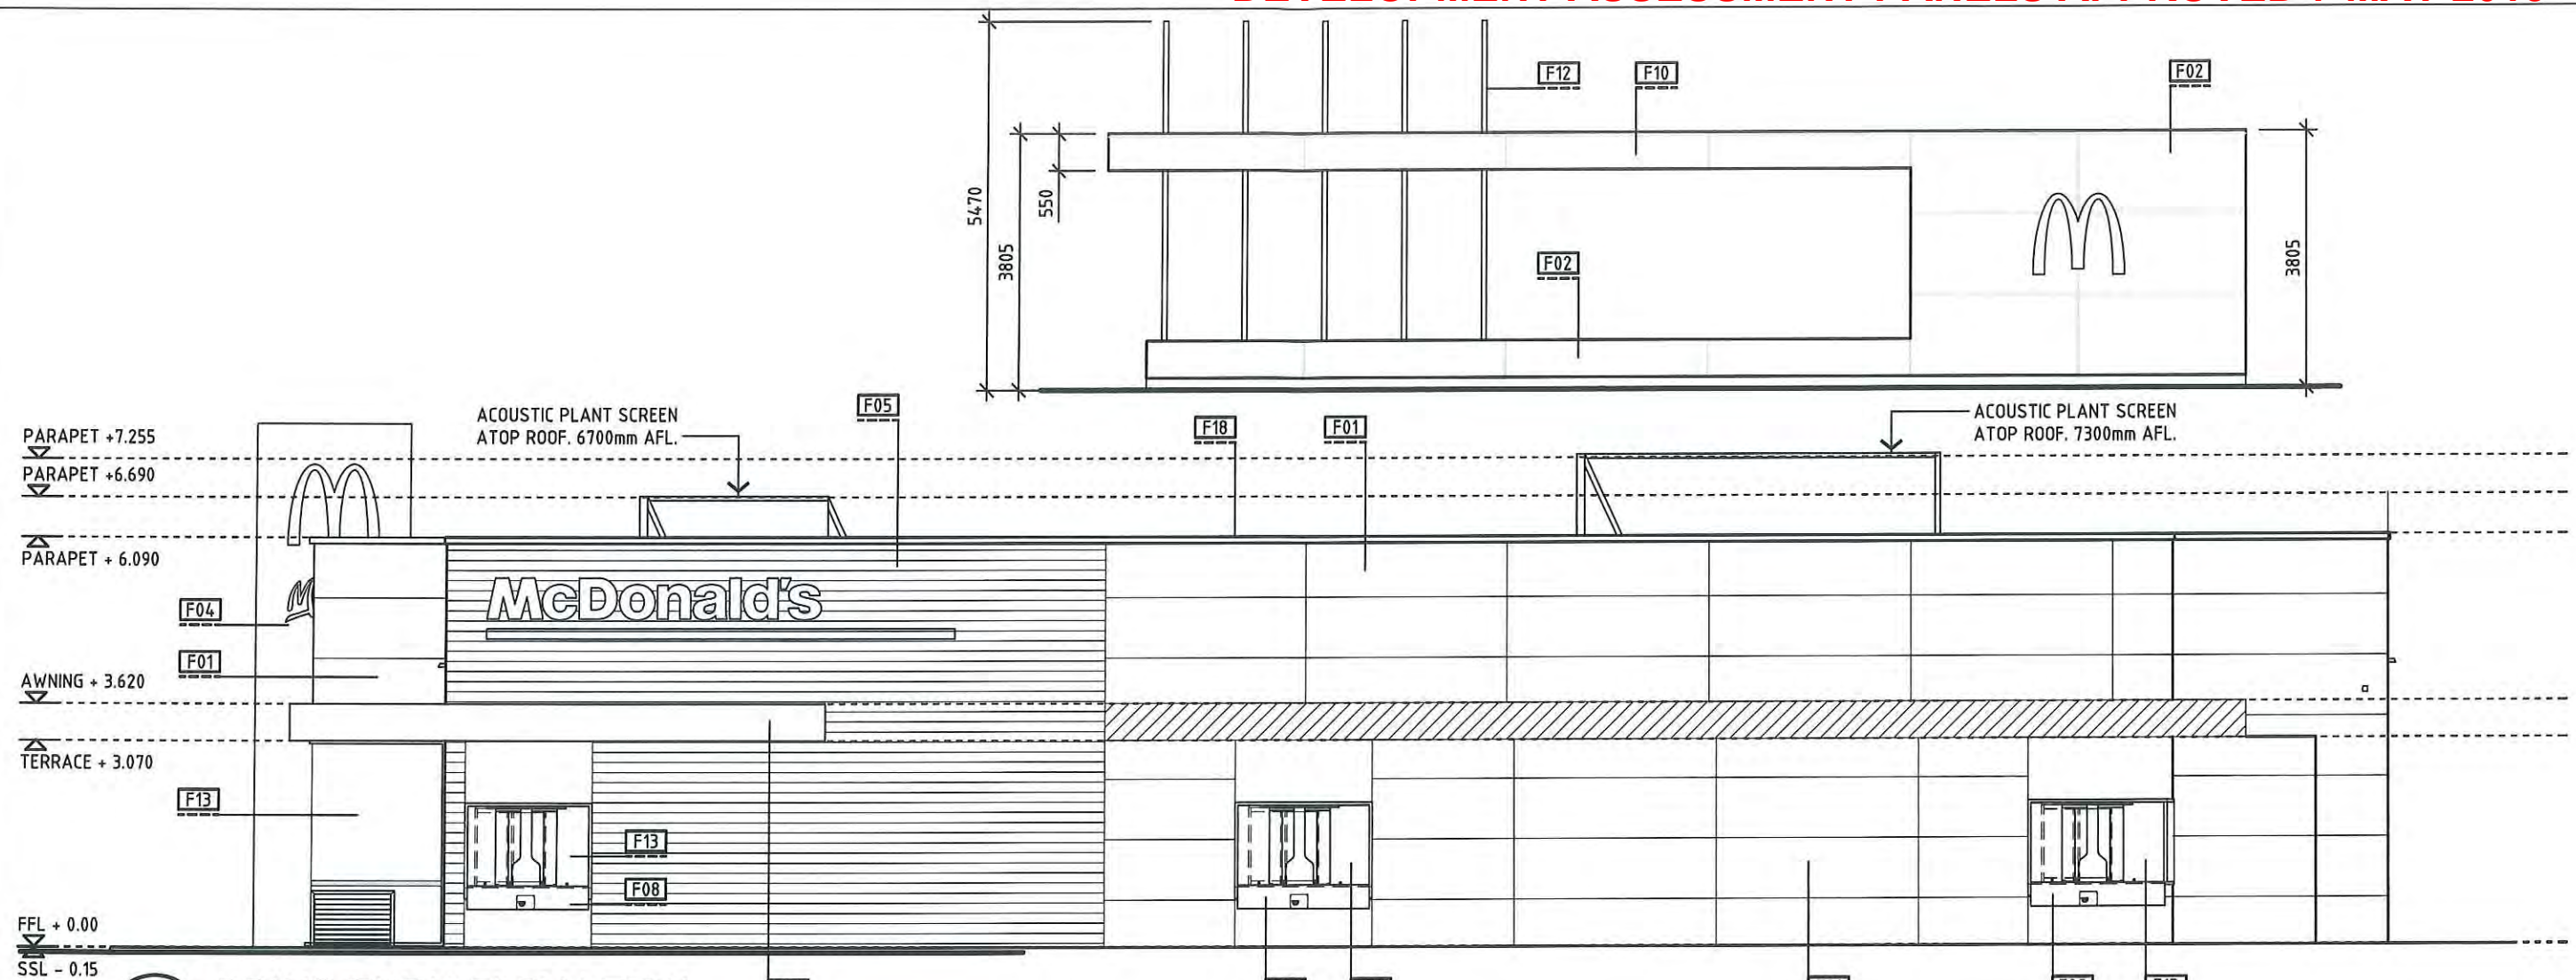 F12
F10
F02
5470
3805
550
F02
3805
ACOUSTIC PLANT SCREEN
ATOP ROOF. 6700mm AFL.
F05
F18
F01
ACOUSTIC PLANT SCREEN
ATOP ROOF. 7300mm AFL.
PARAPET +7.255
PARAPET +6.690
PARAPET + 6.090
McDonald's
F04
F01
AWNING + 3.620
TERRACE + 3.070
F13
F13
F08
FFL + 0.00
SSL - 0.15